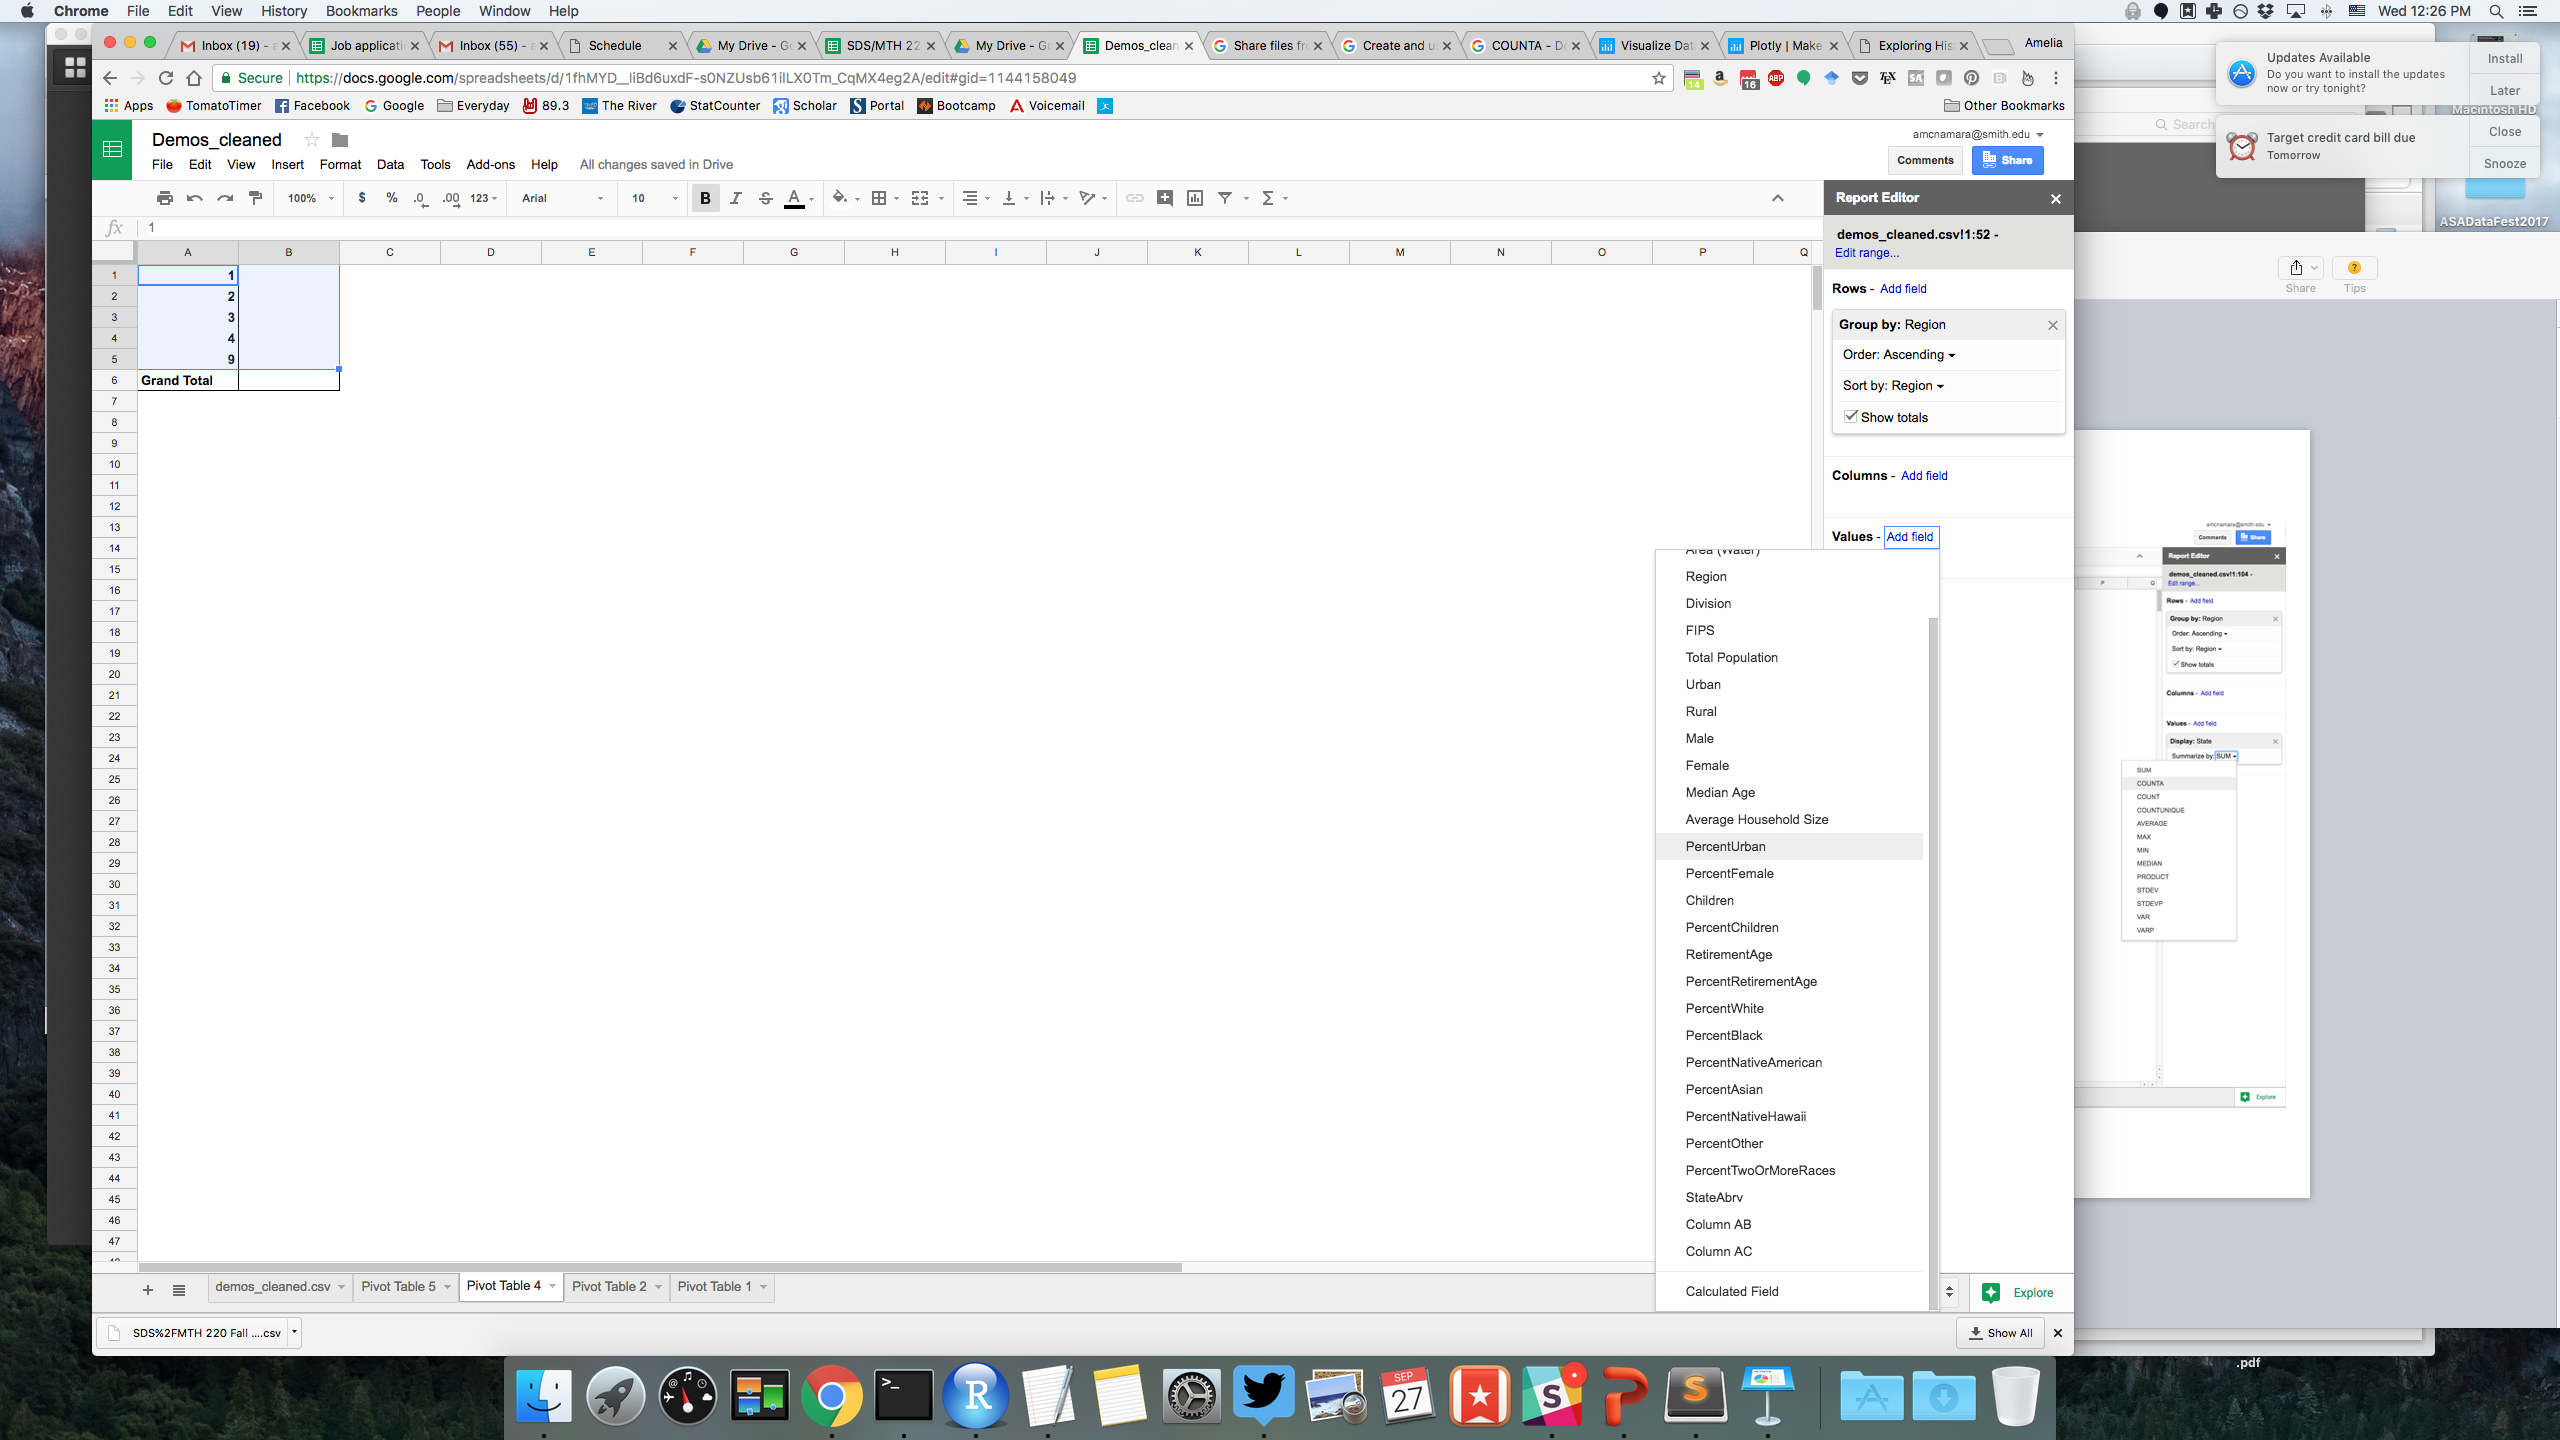 Chrome File Edit View History Bookmarks People Window Help Wed 12:26 PM
Inbox (19) - Job applicati Inbox (55) - Schedule My Drive - Go SDS/MTH 22 My Drive - Go Demos_clean Share files fr Create and u COUNTA - Do Visualize Dat Plotly | Make Exploring His Amelia
Secure https://docs.google.com/spreadsheets/d/1fhMYD__liBd6uxdF-s0NZUsb61ilLX0Tm_CqMX4eg2A/edit#gid=1144158049
Apps TomatoTimer Facebook Google Everyday 89.3 The River StatCounter Scholar Portal Bootcamp Voicemail Other Bookmarks
Updates Available
Do you want to install the updates
now or try tonight?
Install
Later
Macintosh HD
Target credit card bill due
Tomorrow
Close
Snooze
Search
ASADataFest2017
Demos_cleaned
amcnamara@smith.edu
File Edit View Insert Format Data Tools Add-ons Help All changes saved in Drive
Comments Share
100% $ % .0 .00 123 Arial 10 B I S A Σ
fx 1
A B C D E F G H I J K L M N O P Q
1 1
2 2
3 3
4 4
5 9
6 Grand Total
7
8
9
10
11
12
13
14
15
16
17
18
19
20
21
22
23
24
25
26
27
28
29
30
31
32
33
34
35
36
37
38
39
40
41
42
43
44
45
46
47
Report Editor
demos_cleaned.csv!1:52 -
Edit range...
Rows - Add field
Group by: Region
Order: Ascending
Sort by: Region
Show totals
Columns - Add field
Values - Add field
Area (Water)
Region
Division
FIPS
Total Population
Urban
Rural
Male
Female
Median Age
Average Household Size
PercentUrban
PercentFemale
Children
PercentChildren
RetirementAge
PercentRetirementAge
PercentWhite
PercentBlack
PercentNativeAmerican
PercentAsian
PercentNativeHawaii
PercentOther
PercentTwoOrMoreRaces
StateAbrv
Column AB
Column AC
Calculated Field
Share Tips
amcnamara@smith.edu
Comments Share
Report Editor
P Q
demos_cleaned.csv!1:104 -
Edit range...
Rows - Add field
Group by: Region
Order: Ascending
Sort by: Region
Show totals
Columns - Add field
Values - Add field
Display: State
Summarize by: SUM
SUM
COUNTA
COUNT
COUNTUNIQUE
AVERAGE
MAX
MIN
MEDIAN
PRODUCT
STDEV
STDEVP
VAR
VARP
Explore
demos_cleaned.csv Pivot Table 5 Pivot Table 4 Pivot Table 2 Pivot Table 1 Explore
SDS%2FMTH 220 Fall ....csv Show All
.pdf
SEP
27